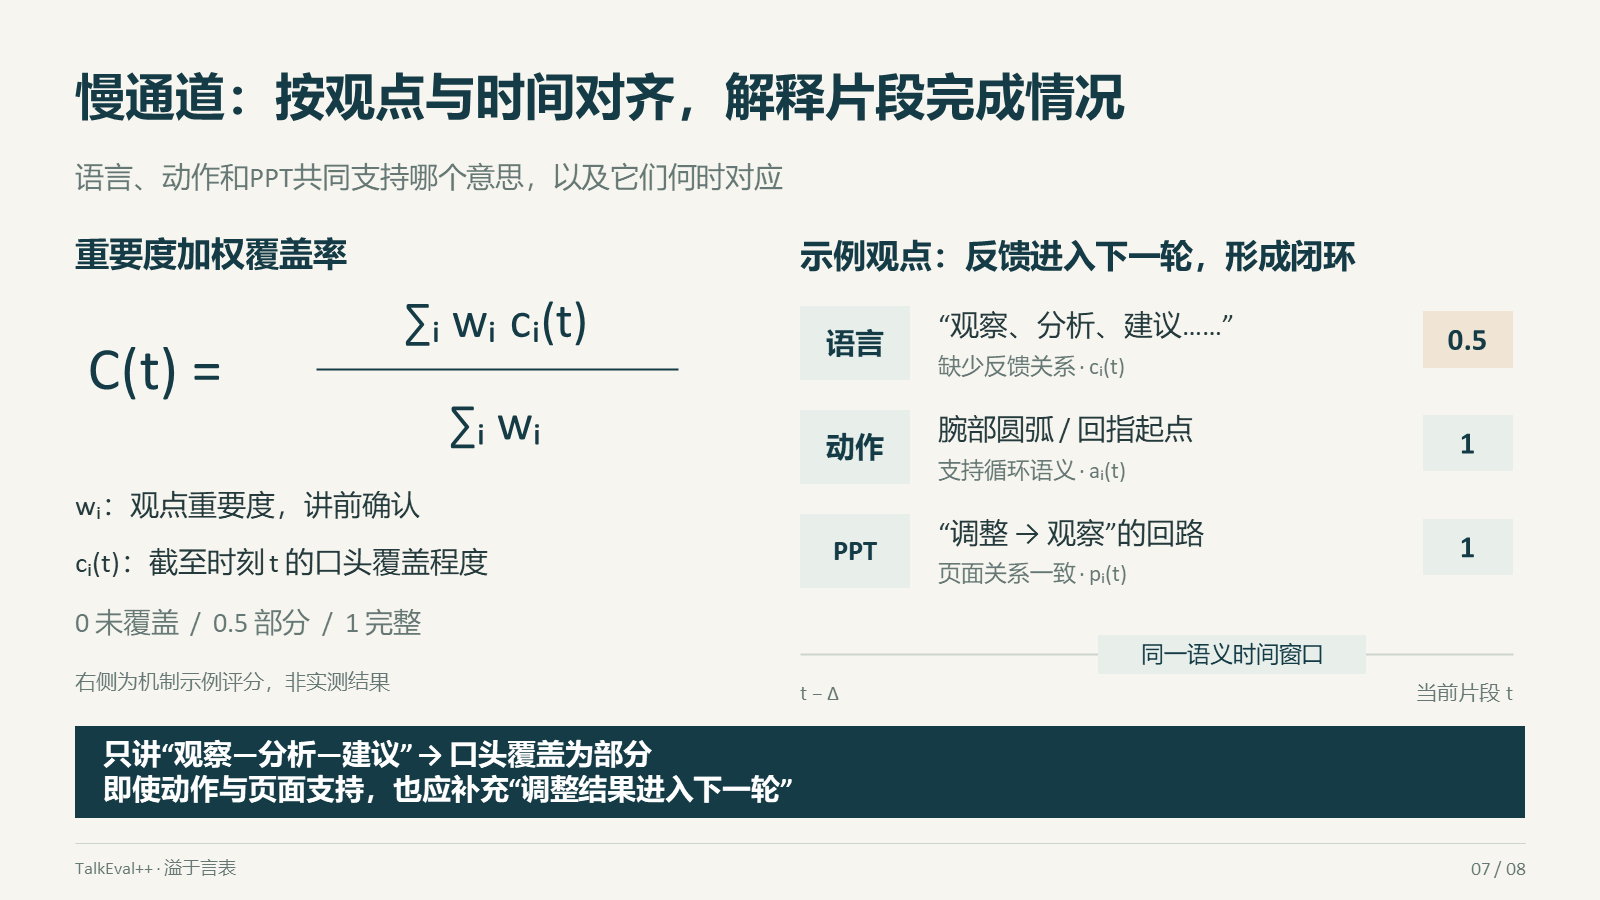 慢通道：按观点与时间对齐，解释片段完成情况
语言、动作和PPT共同支持哪个意思，以及它们何时对应
重要度加权覆盖率
C(t) =
∑ᵢ wᵢ cᵢ(t)
∑ᵢ wᵢ
wᵢ：观点重要度，讲前确认
cᵢ(t)：截至时刻 t 的口头覆盖程度
0 未覆盖 / 0.5 部分 / 1 完整
右侧为机制示例评分，非实测结果
示例观点：反馈进入下一轮，形成闭环
语言
“观察、分析、建议……”
缺少反馈关系 · cᵢ(t)
0.5
动作
腕部圆弧 / 回指起点
支持循环语义 · aᵢ(t)
1
PPT
“调整 → 观察”的回路
页面关系一致 · pᵢ(t)
1
同一语义时间窗口
t – Δ
当前片段 t
只讲“观察—分析—建议” → 口头覆盖为部分
即使动作与页面支持，也应补充“调整结果进入下一轮”
TalkEval++ · 溢于言表
07 / 08